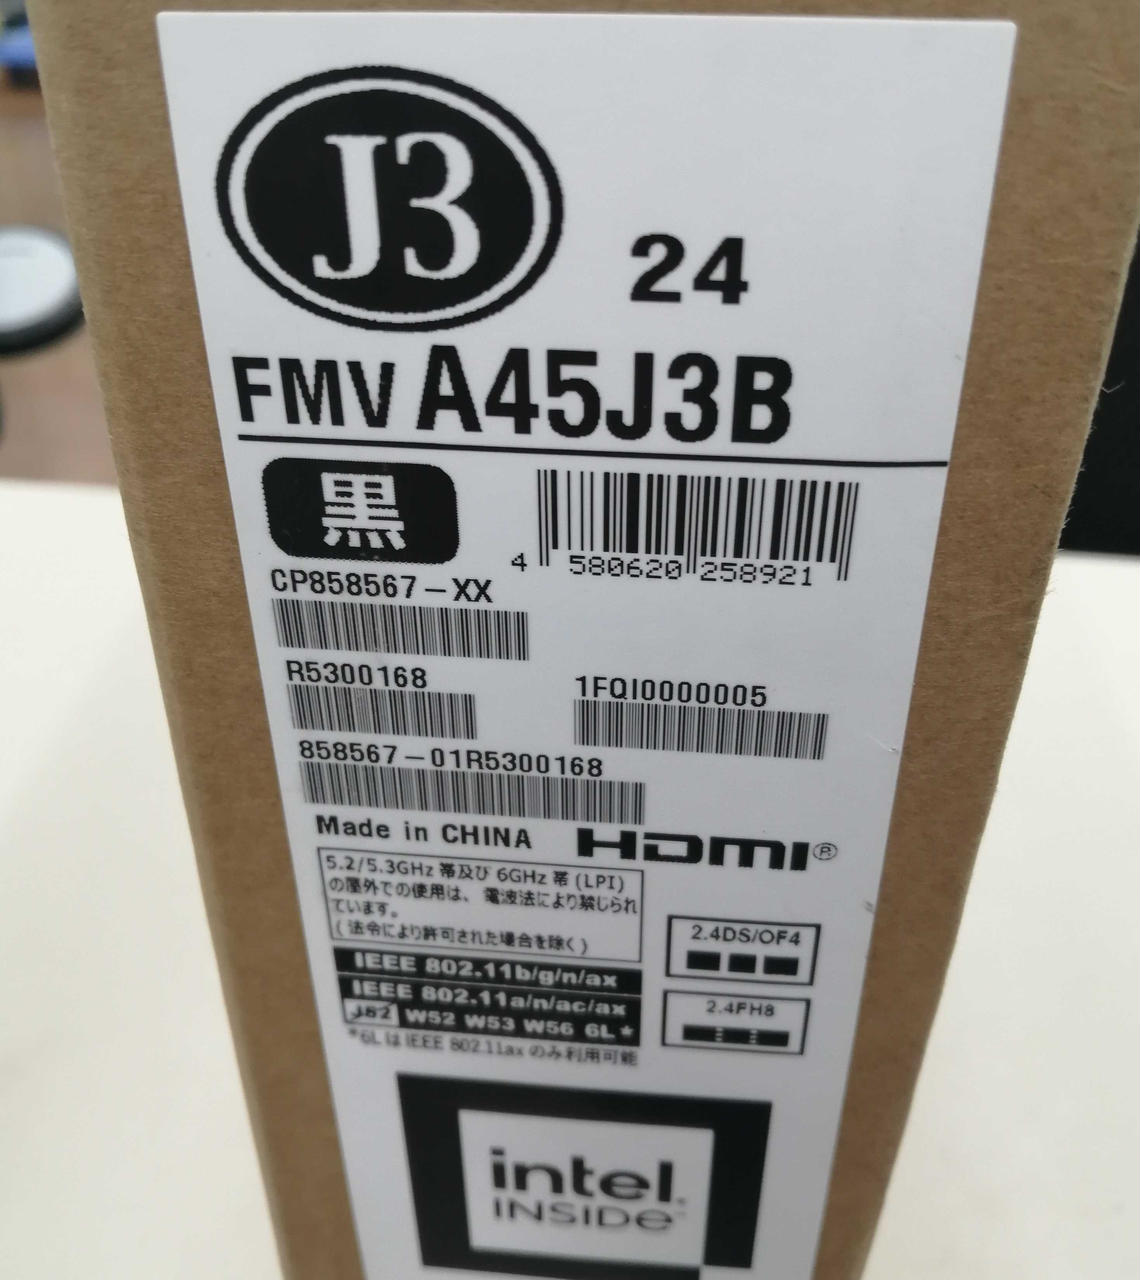 J3
24
FMV A45J3B
黒
4 580620 258921
CP858567-XX
R5300168
1FQI0000005
858567-01R5300168
Made in CHINA
HDMI®
5.2/5.3GHz 帯及び 6GHz 帯 (LPI)
の屋外での使用は、電波法により禁じられ
ています。
(法令により許可された場合を除く)
2.4DS/OF4
IEEE 802.11b/g/n/ax
IEEE 802.11a/n/ac/ax
2.4FH8
J52 W52 W53 W56 6L*
*6L は IEEE 802.11ax のみ利用可能
intel.
INSIDE